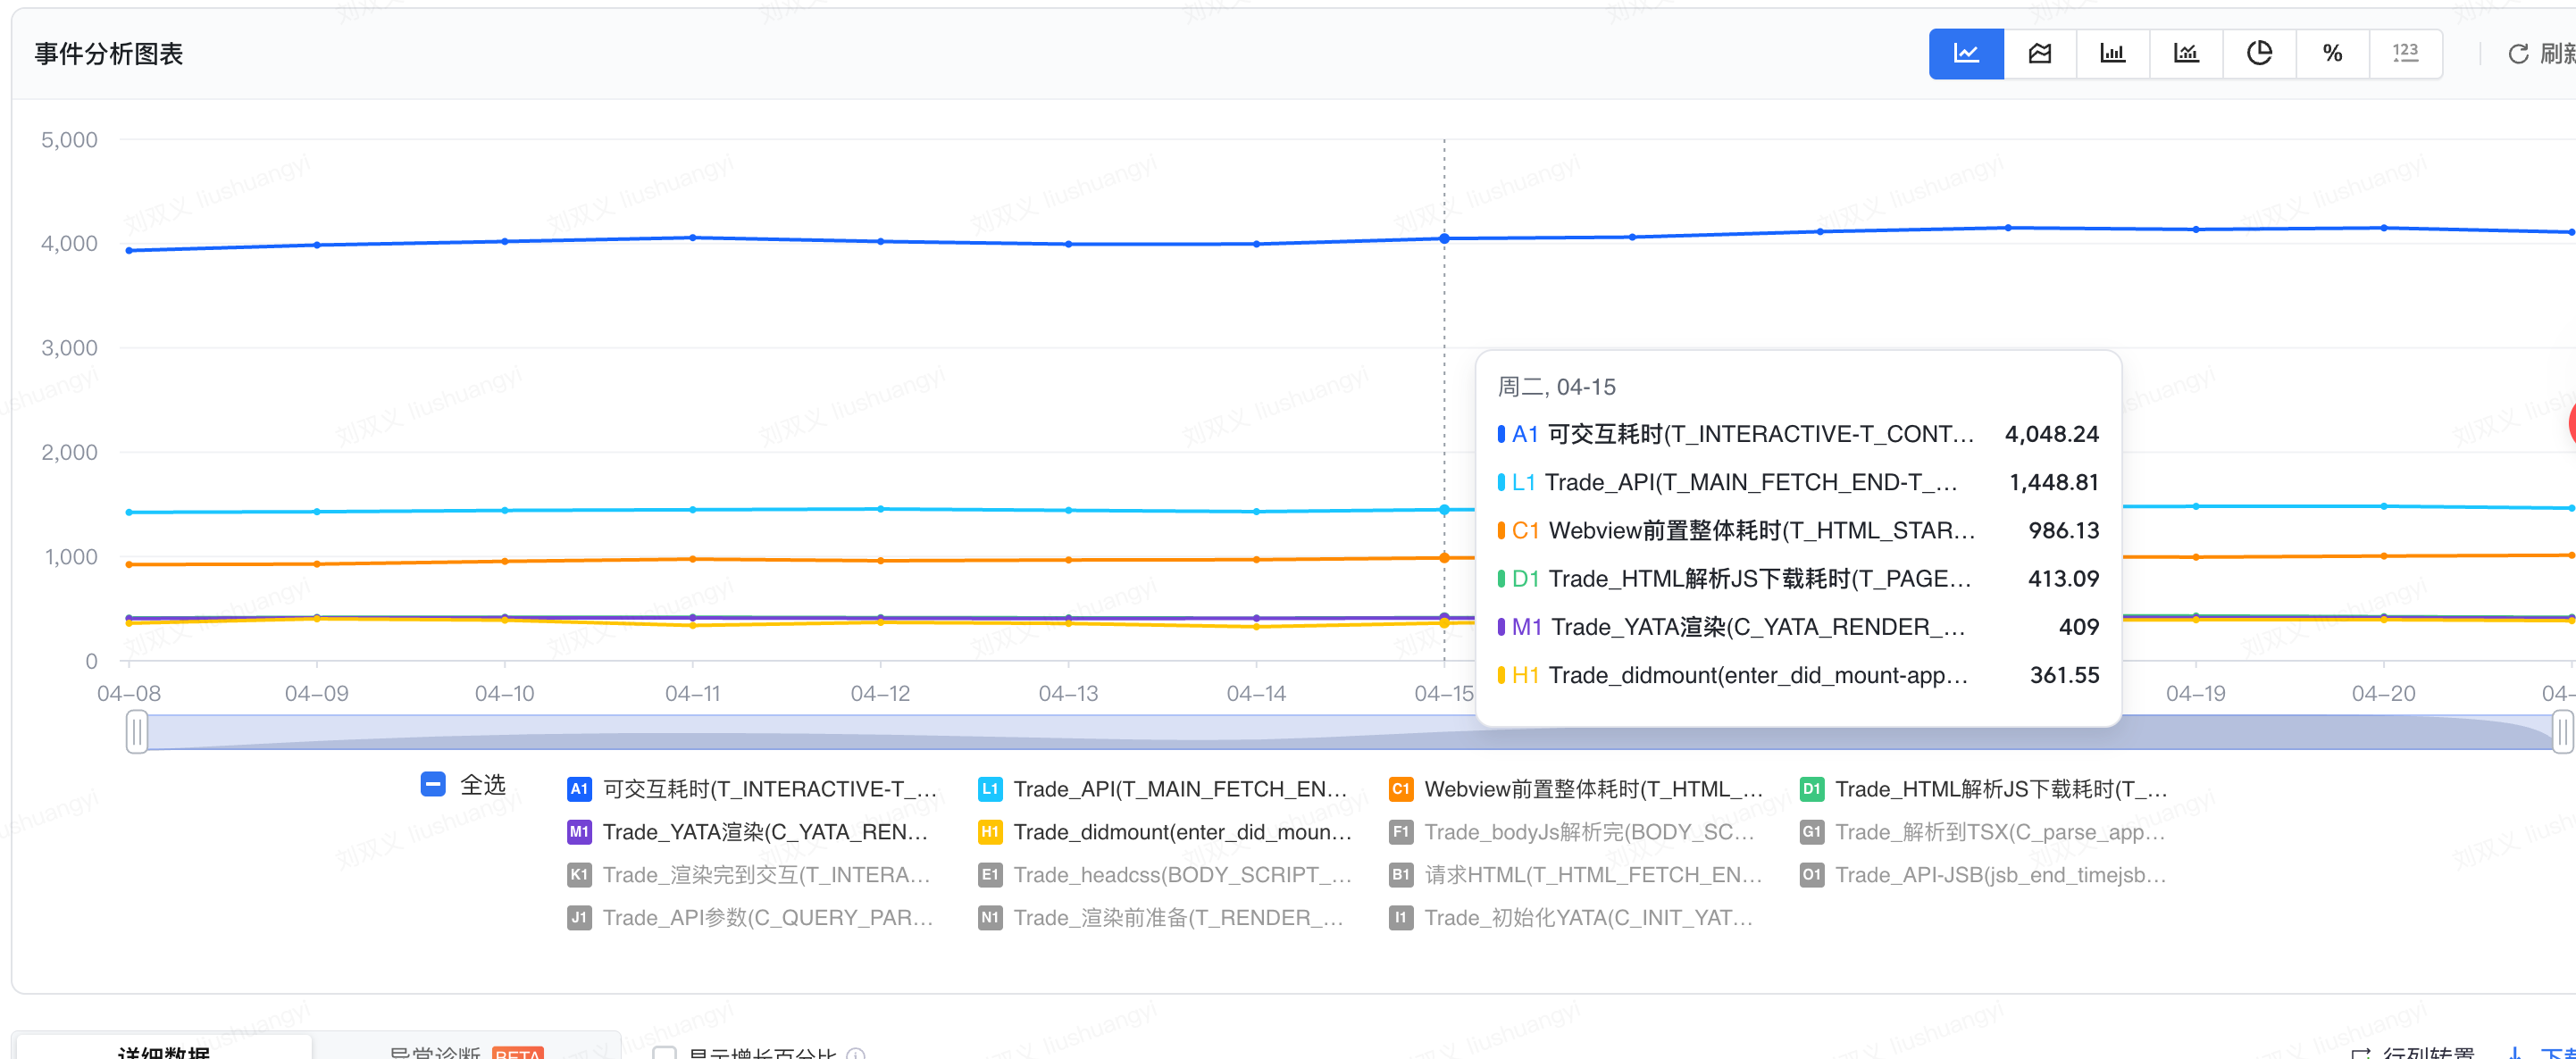 事件分析图表
%
123
刷新
5,000
4,000
3,000
2,000
1,000
0
周二, 04-15
A1 可交互耗时(T_INTERACTIVE-T_CONT... 4,048.24
L1 Trade_API(T_MAIN_FETCH_END-T_... 1,448.81
C1 Webview前置整体耗时(T_HTML_STAR... 986.13
D1 Trade_HTML解析JS下载耗时(T_PAGE... 413.09
M1 Trade_YATA渲染(C_YATA_RENDER_... 409
H1 Trade_didmount(enter_did_mount-app... 361.55
04-08 04-09 04-10 04-11 04-12 04-13 04-14 04-15 04-19 04-20 04-
全选
A1 可交互耗时(T_INTERACTIVE-T_... L1 Trade_API(T_MAIN_FETCH_EN... C1 Webview前置整体耗时(T_HTML_... D1 Trade_HTML解析JS下载耗时(T_...
M1 Trade_YATA渲染(C_YATA_REN... H1 Trade_didmount(enter_did_moun... F1 Trade_bodyJs解析完(BODY_SC... G1 Trade_解析到TSX(C_parse_app...
K1 Trade_渲染完到交互(T_INTERA... E1 Trade_headcss(BODY_SCRIPT_... B1 请求HTML(T_HTML_FETCH_EN... O1 Trade_API-JSB(jsb_end_timejsb...
J1 Trade_API参数(C_QUERY_PAR... N1 Trade_渲染前准备(T_RENDER_... I1 Trade_初始化YATA(C_INIT_YAT...
详细数据 异常诊断 BETA 显示增长百分比 行列转置 下载
刘双义 liushuangyi